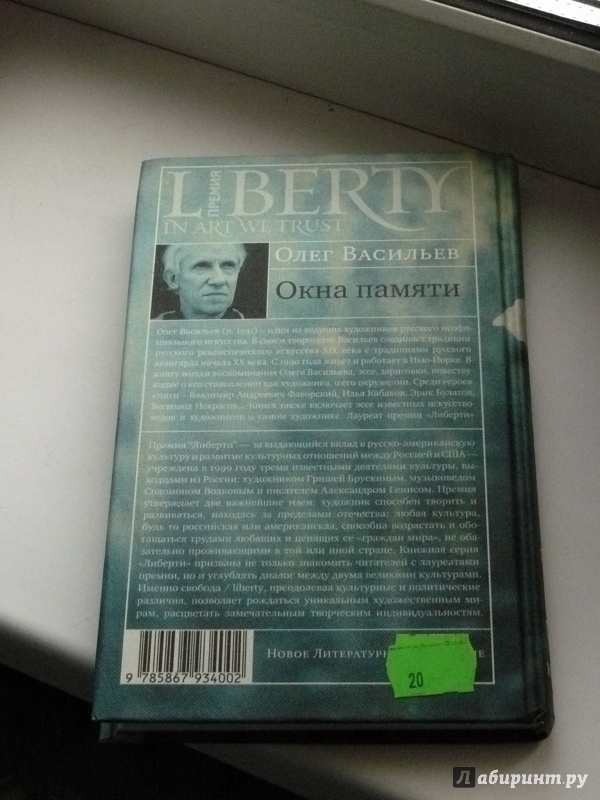 LIBERTY
ПРЕМИЯ
IN ART WE TRUST
ОЛЕГ ВАСИЛЬЕВ
Окна памяти
Олег Васильев (р. 1931) – один из ведущих художников русского неофи-
циального искусства. В своем творчестве Васильев соединяет традиции
русского реалистического искусства XIX века с традициями русского
авангарда начала XX века. С 1990 года живет и работает в Нью-Йорке. В
книгу вошли воспоминания Олега Васильева, эссе, зарисовки, повеству-
ющие о его становлении как художника, о его окружении. Среди героев
книги – Владимир Андреевич Фаворский, Илья Кабаков, Эрик Булатов,
Всеволод Некрасов. Книга также включает эссе известных искусство-
ведов и художников о самом художнике. Лауреат премии «Либерти»
Премия "Либерти" — за выдающийся вклад в русско-американскую
культуру и развитие культурных отношений между Россией и США —
учреждена в 1999 году тремя известными деятелями культуры, вы-
ходцами из России: художником Гришей Брускиным, музыковедом
Соломоном Волковым и писателем Александром Генисом. Премия
утверждает две важнейшие идеи: художник способен творить и
развиваться, находясь за пределами отечества; любая культура,
будь то российская или американская, способна возрастать и обо-
гащаться трудами любящих и ценящих ее «граждан мира», не обя-
зательно проживающими в той или иной стране. Книжная серия
«Либерти» призвана не только знакомить читателей с лауреатами
премии, но и углублять диалог между двумя великими культурами.
Именно свобода / liberty, преодолевая культурные и политические
различия, позволяет рождаться уникальным художественным ми-
рам, расцветать замечательным творческим индивидуальностям.
НОВОЕ ЛИТЕРАТУРН
Е
20
9 785867 934002
Лабиринт.ру